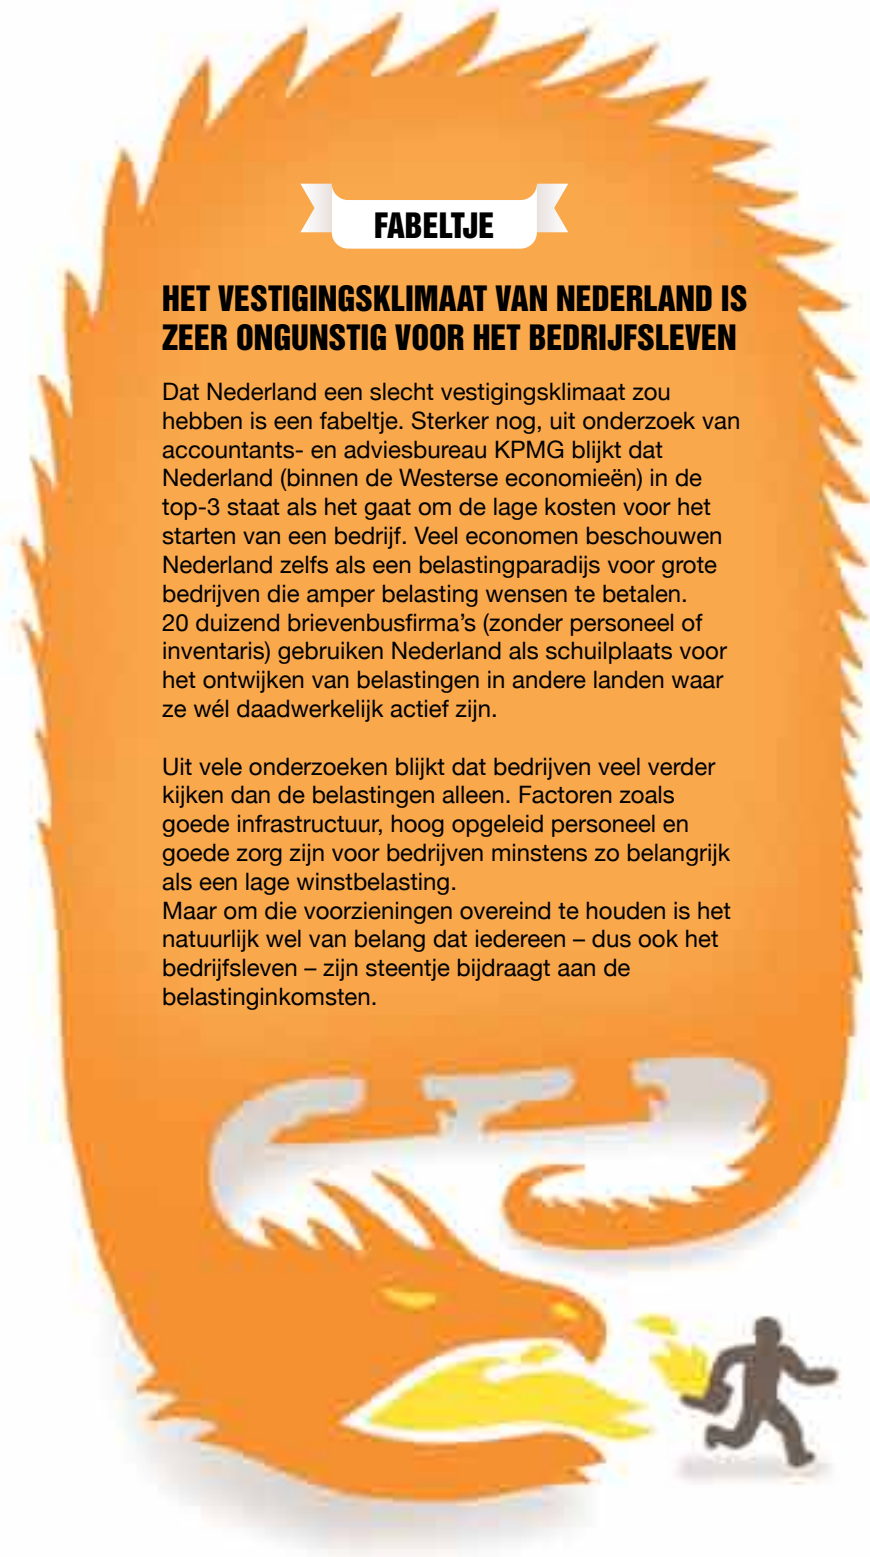 FABELTJE
HET VESTIGINGSKLIMAAT VAN NEDERLAND IS
ZEER ONGUNSTIG VOOR HET BEDRIJFSLEVEN
Dat Nederland een slecht vestigingsklimaat zou
hebben is een fabeltje. Sterker nog, uit onderzoek van
accountants- en adviesbureau KPMG blijkt dat
Nederland (binnen de Westerse economieën) in de
top-3 staat als het gaat om de lage kosten voor het
starten van een bedrijf. Veel economen beschouwen
Nederland zelfs als een belastingparadijs voor grote
bedrijven die amper belasting wensen te betalen.
20 duizend brievenbusfirma’s (zonder personeel of
inventaris) gebruiken Nederland als schuilplaats voor
het ontwijken van belastingen in andere landen waar
ze wél daadwerkelijk actief zijn.
Uit vele onderzoeken blijkt dat bedrijven veel verder
kijken dan de belastingen alleen. Factoren zoals
goede infrastructuur, hoog opgeleid personeel en
goede zorg zijn voor bedrijven minstens zo belangrijk
als een lage winstbelasting.
Maar om die voorzieningen overeind te houden is het
natuurlijk wel van belang dat iedereen – dus ook het
bedrijfsleven – zijn steentje bijdraagt aan de
belastinginkomsten.